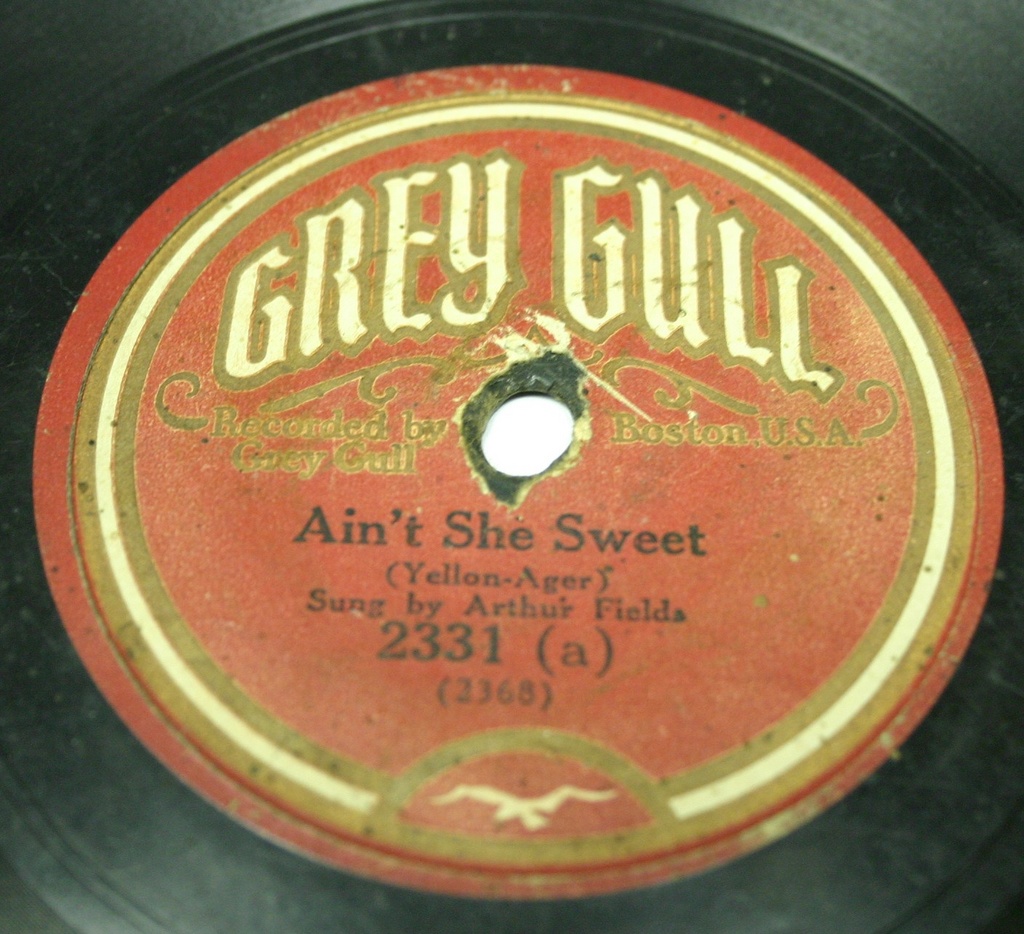 GREY GULL
Recorded by Boston, U.S.A.
Grey Gull
Ain't She Sweet
(Yellon-Ager)
Sung by Arthur Fields
2331 (a)
(2368)